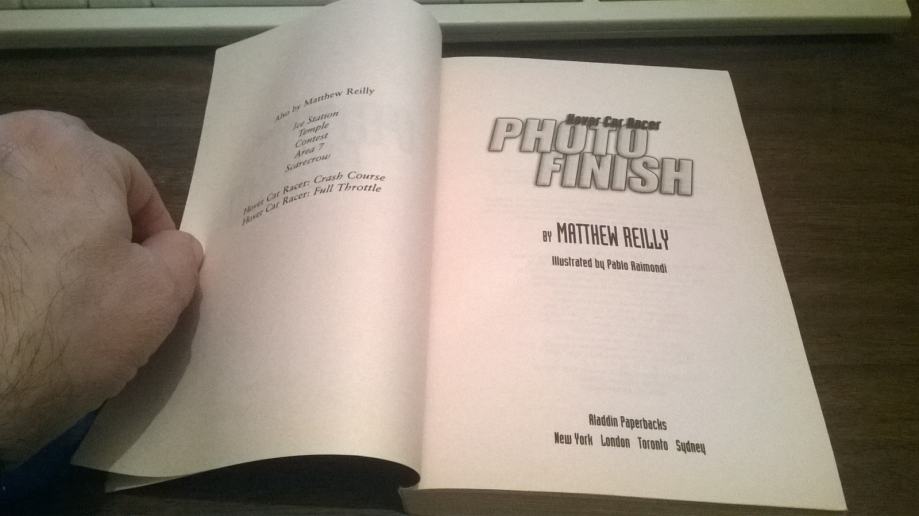 Also by Matthew Reilly
Ice Station
Temple
Contest
Area 7
Scarecrow
Hover Car Racer: Crash Course
Hover Car Racer: Full Throttle
Hover Car Racer
PHOTO
FINISH
BY MATTHEW REILLY
Illustrated by Pablo Raimondi
Aladdin Paperbacks
New York London Toronto Sydney